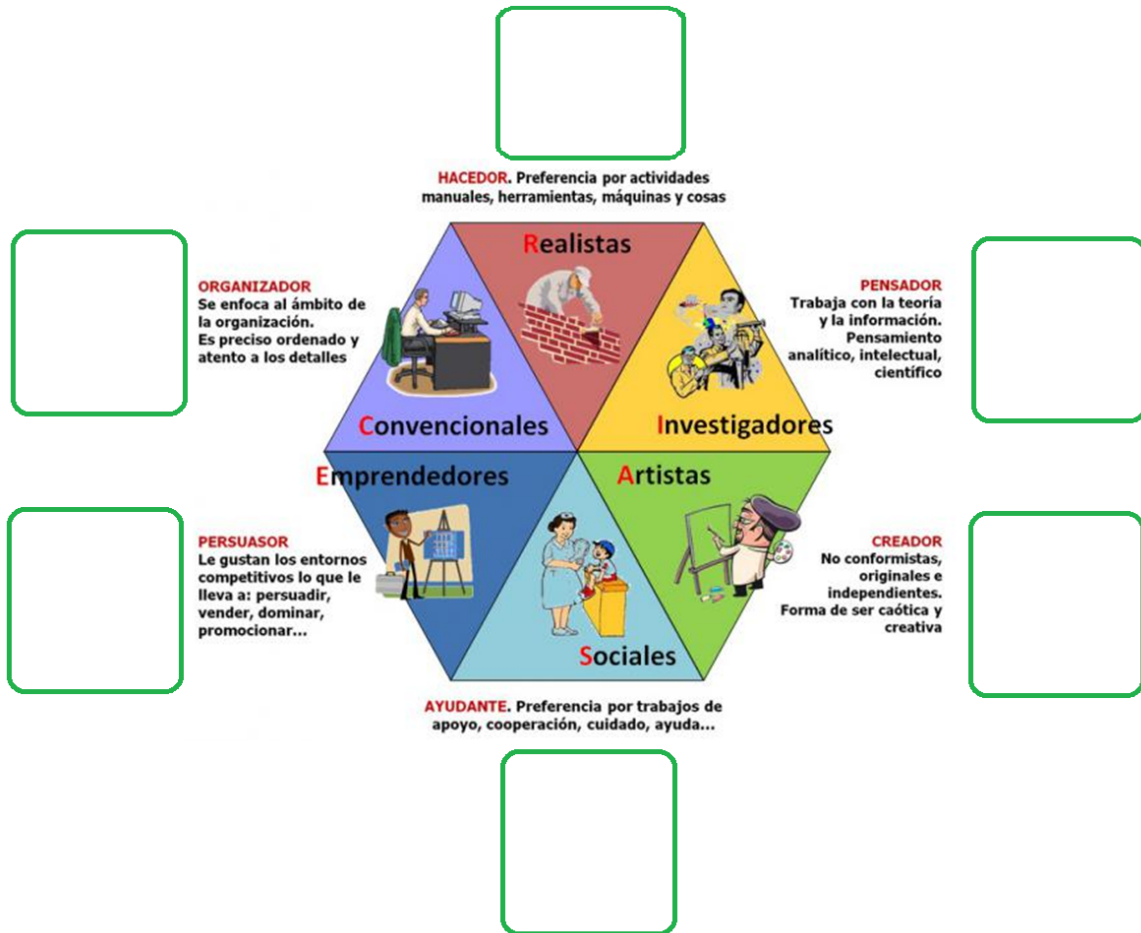 HACEDOR. Preferencia por actividades
manuales, herramientas, máquinas y cosas
Realistas
ORGANIZADOR
Se enfoca al ámbito de
la organización.
Es preciso ordenado y
atento a los detalles
PENSADOR
Trabaja con la teoría
y la información.
Pensamiento
analítico, intelectual,
científico
Convencionales
Investigadores
Emprendedores
Artistas
PERSUASOR
Le gustan los entornos
competitivos lo que le
lleva a: persuadir,
vender, dominar,
promocionar...
CREADOR
No conformistas,
originales e
independientes.
Forma de ser caótica y
creativa
Sociales
AYUDANTE. Preferencia por trabajos de
apoyo, cooperación, cuidado, ayuda...